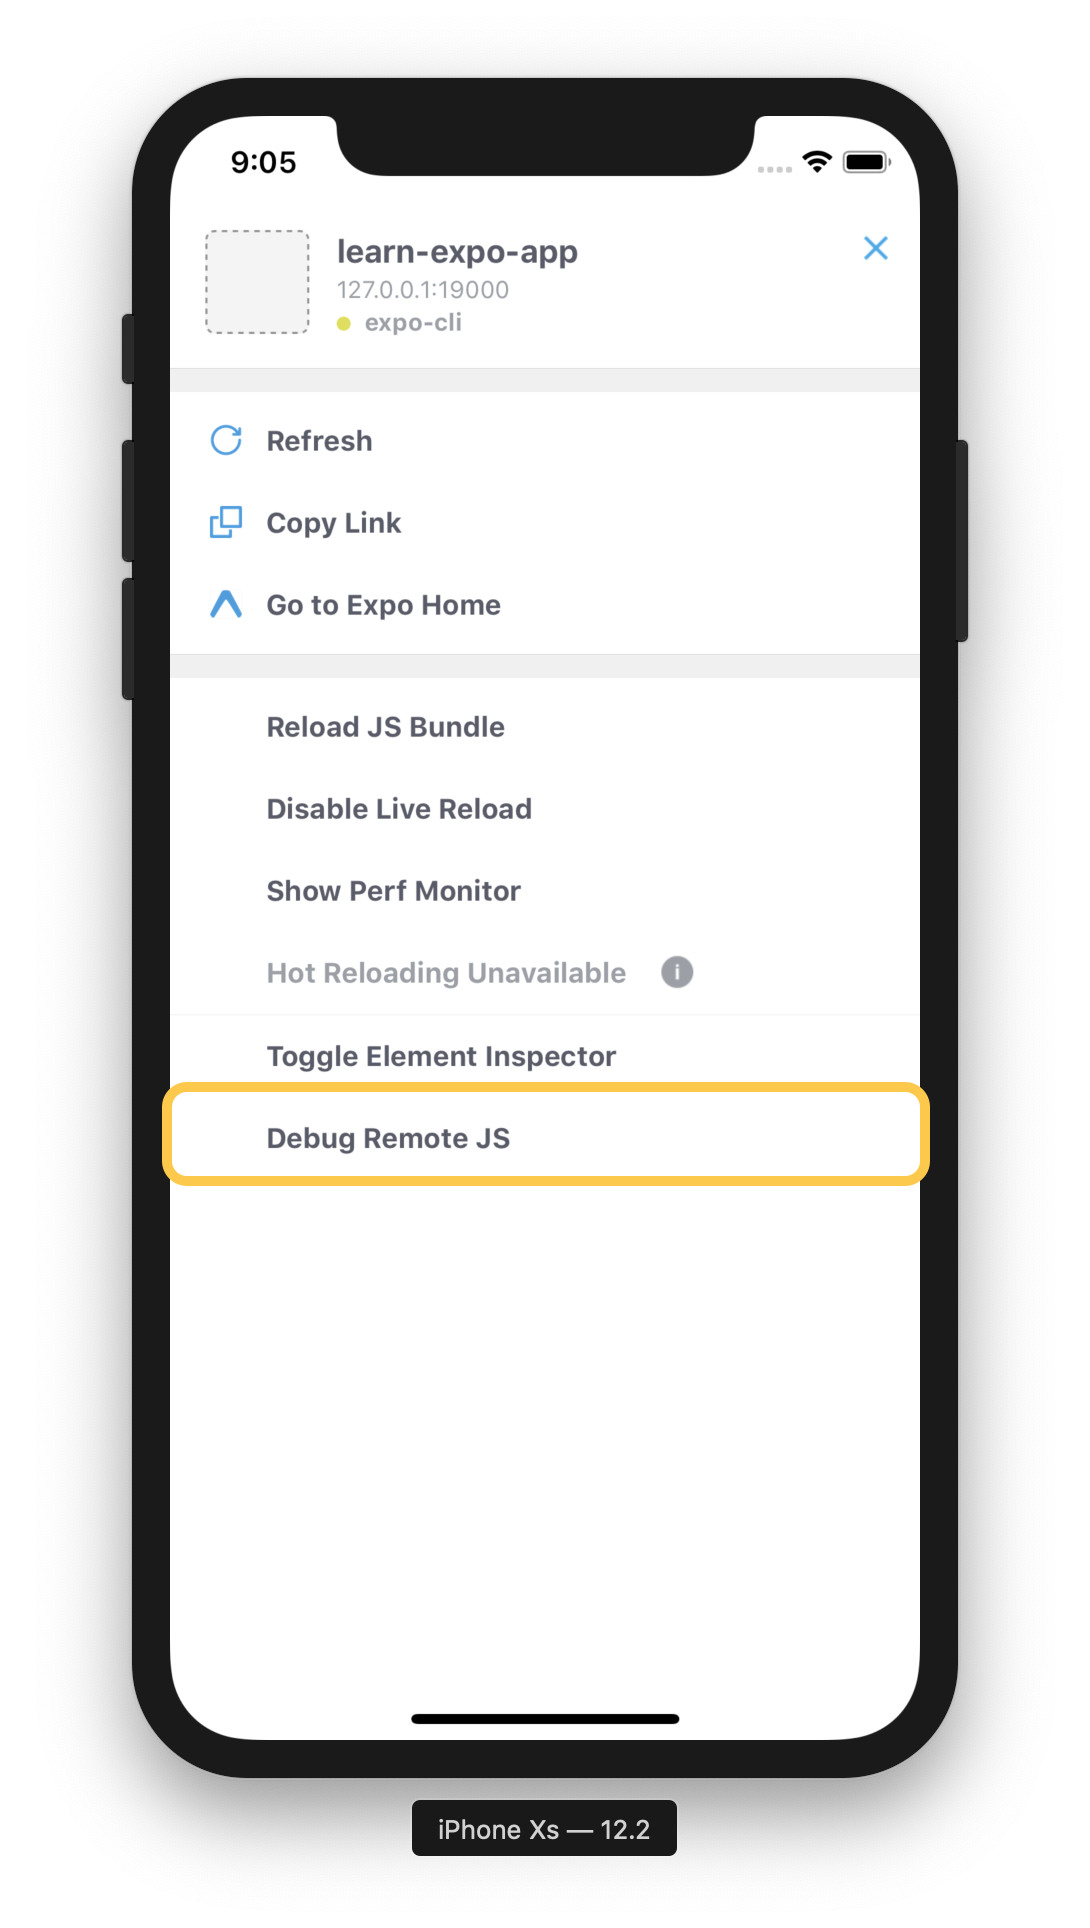 9:05
learn-expo-app
127.0.0.1:19000
expo-cli
Refresh
Copy Link
Go to Expo Home
Reload JS Bundle
Disable Live Reload
Show Perf Monitor
Hot Reloading Unavailable
Toggle Element Inspector
Debug Remote JS
iPhone Xs — 12.2